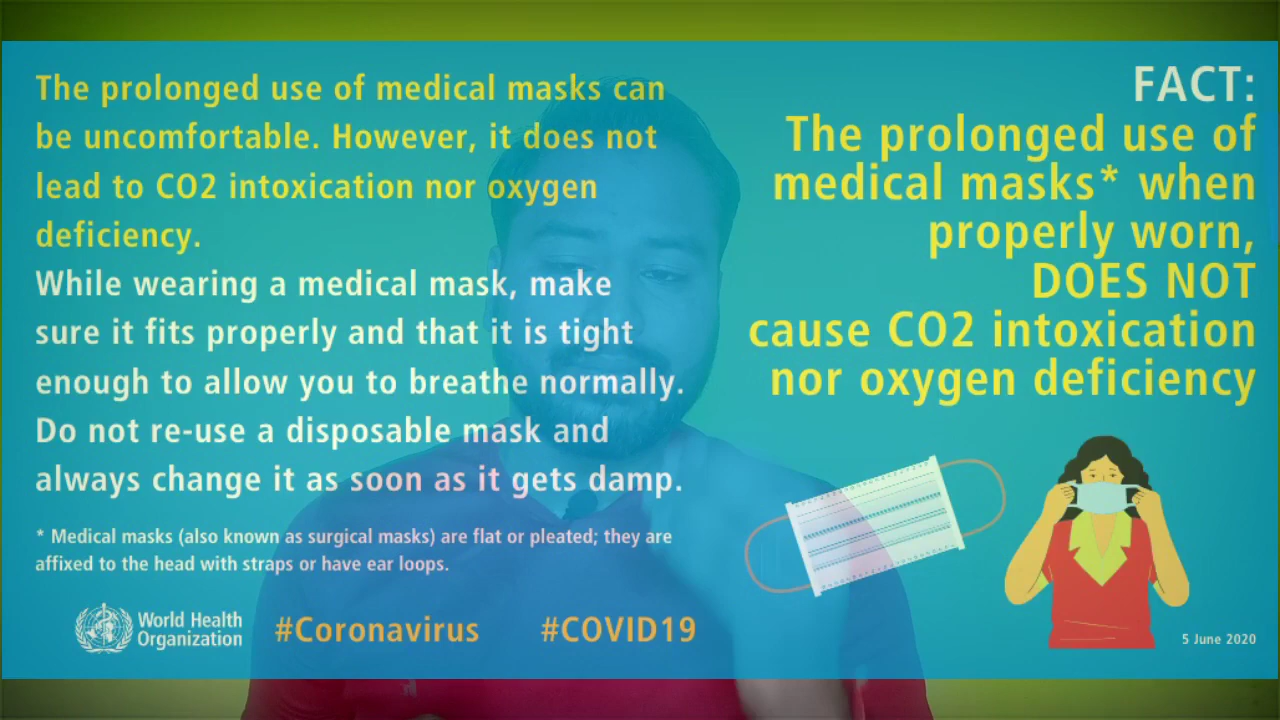 The prolonged use of medical masks can
be uncomfortable. However, it does not
lead to CO2 intoxication nor oxygen
deficiency.
While wearing a medical mask, make
sure it fits properly and that it is tight
enough to allow you to breathe normally.
Do not re-use a disposable mask and
always change it as soon as it gets damp.
* Medical masks (also known as surgical masks) are flat or pleated; they are
affixed to the head with straps or have ear loops.
World Health
Organization
#Coronavirus #COVID19
FACT:
The prolonged use of
medical masks* when
properly worn,
DOES NOT
cause CO2 intoxication
nor oxygen deficiency
5 June 2020